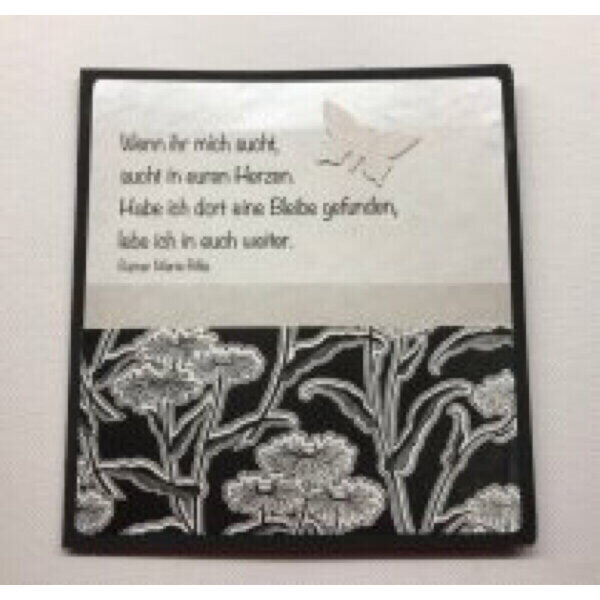 Wenn ihr mich sucht,
sucht in euren Herzen.
Habe ich dort eine Bleibe gefunden,
lebe ich in euch weiter.
Rainer Maria Rilke